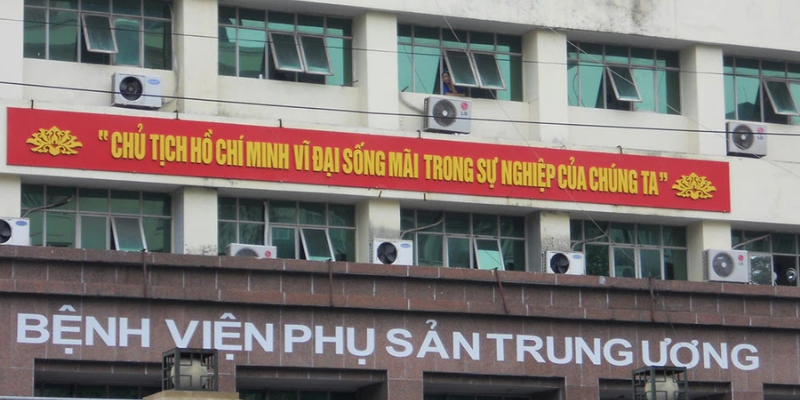 "CHỦ TỊCH HỒ CHÍ MINH VĨ ĐẠI SỐNG MÃI TRONG SỰ NGHIỆP CỦA CHÚNG TA"
BỆNH VIỆN PHỤ SẢN TRUNG ƯƠNG